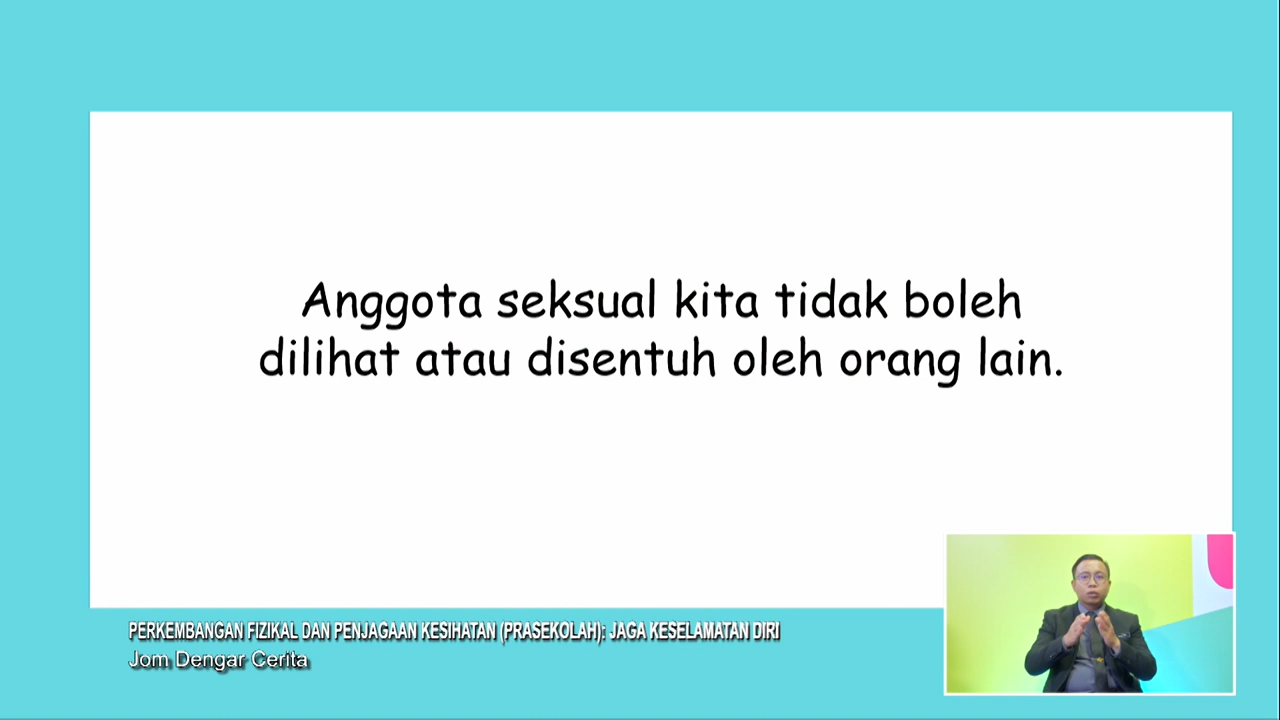 Anggota seksual kita tidak boleh
dilihat atau disentuh oleh orang lain.
PERKEMBANGAN FIZIKAL DAN PENJAGAAN KESIHATAN (PRASEKOLAH); JAGA KESELAMATAN DIRI
Jom Dengar Cerita